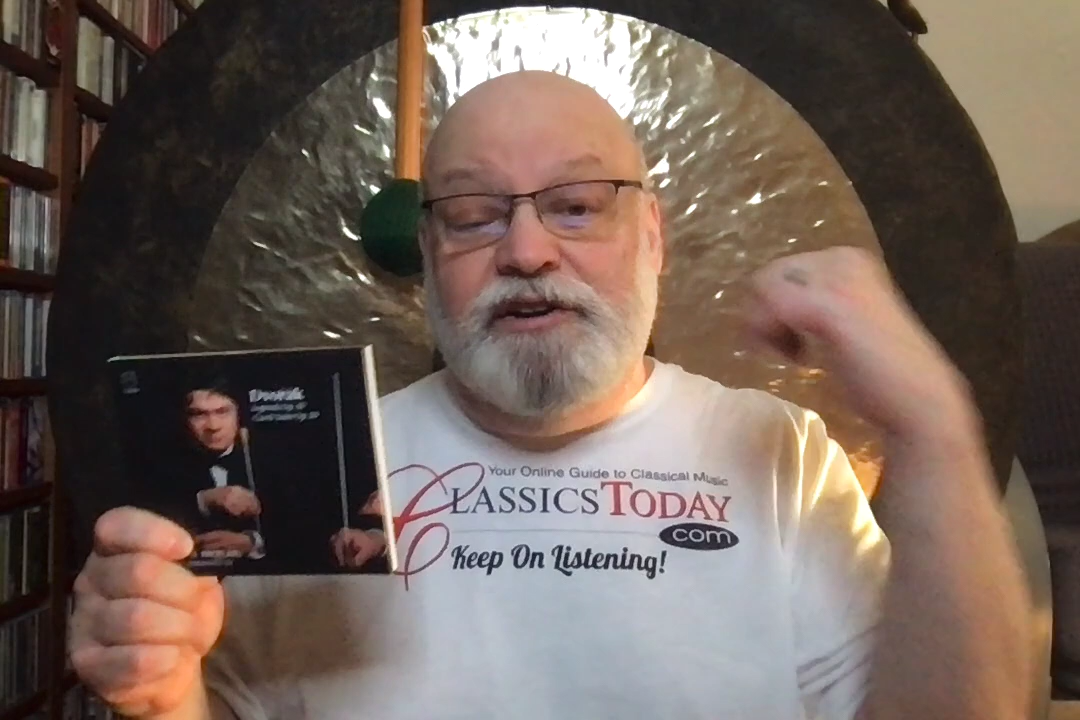 Dvořák
Your Online Guide to Classical Music
CLASSICSTODAY
com
Keep On Listening!